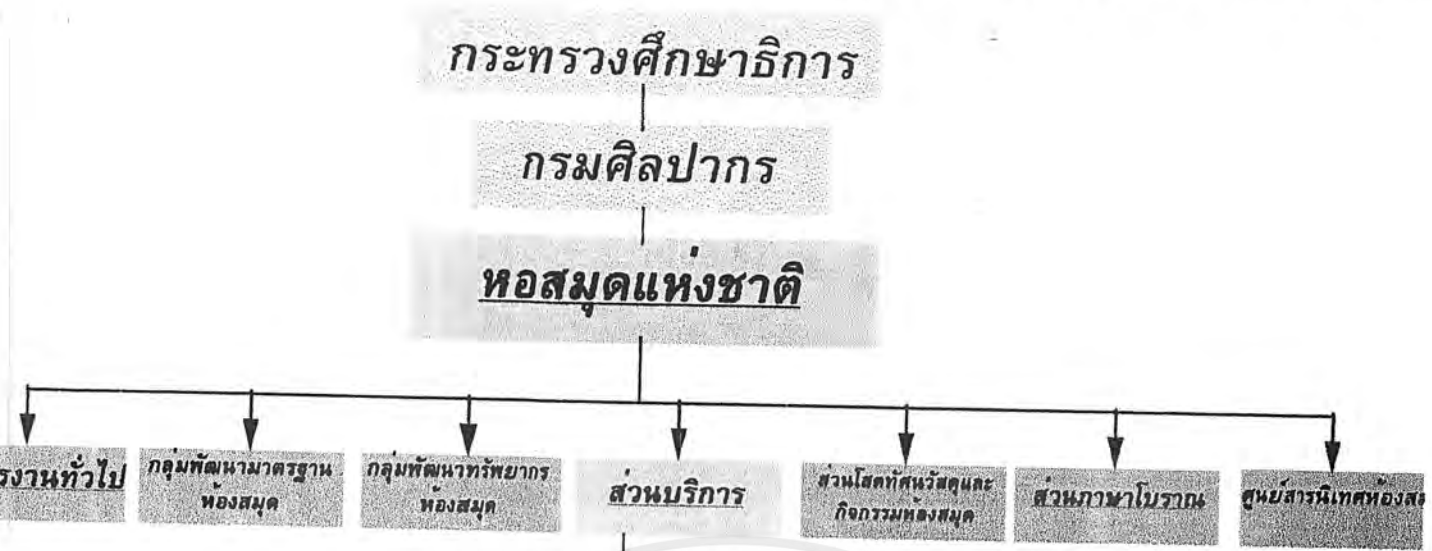 กระทรวงศึกษาธิการ
กรมศิลปากร
หอสมุดแห่งชาติ
รงานทั่วไป
กลุ่มพัฒนามาตรฐาน
ห้องสมุด
กลุ่มพัฒนาทรัพยากร
ห้องสมุด
ส่วนบริการ
ส่วนโสตทัศนวัสดุและ
กิจกรรมห้องสมุด
ส่วนภาษาโบราณ
ศูนย์สารนิเทศห้องส